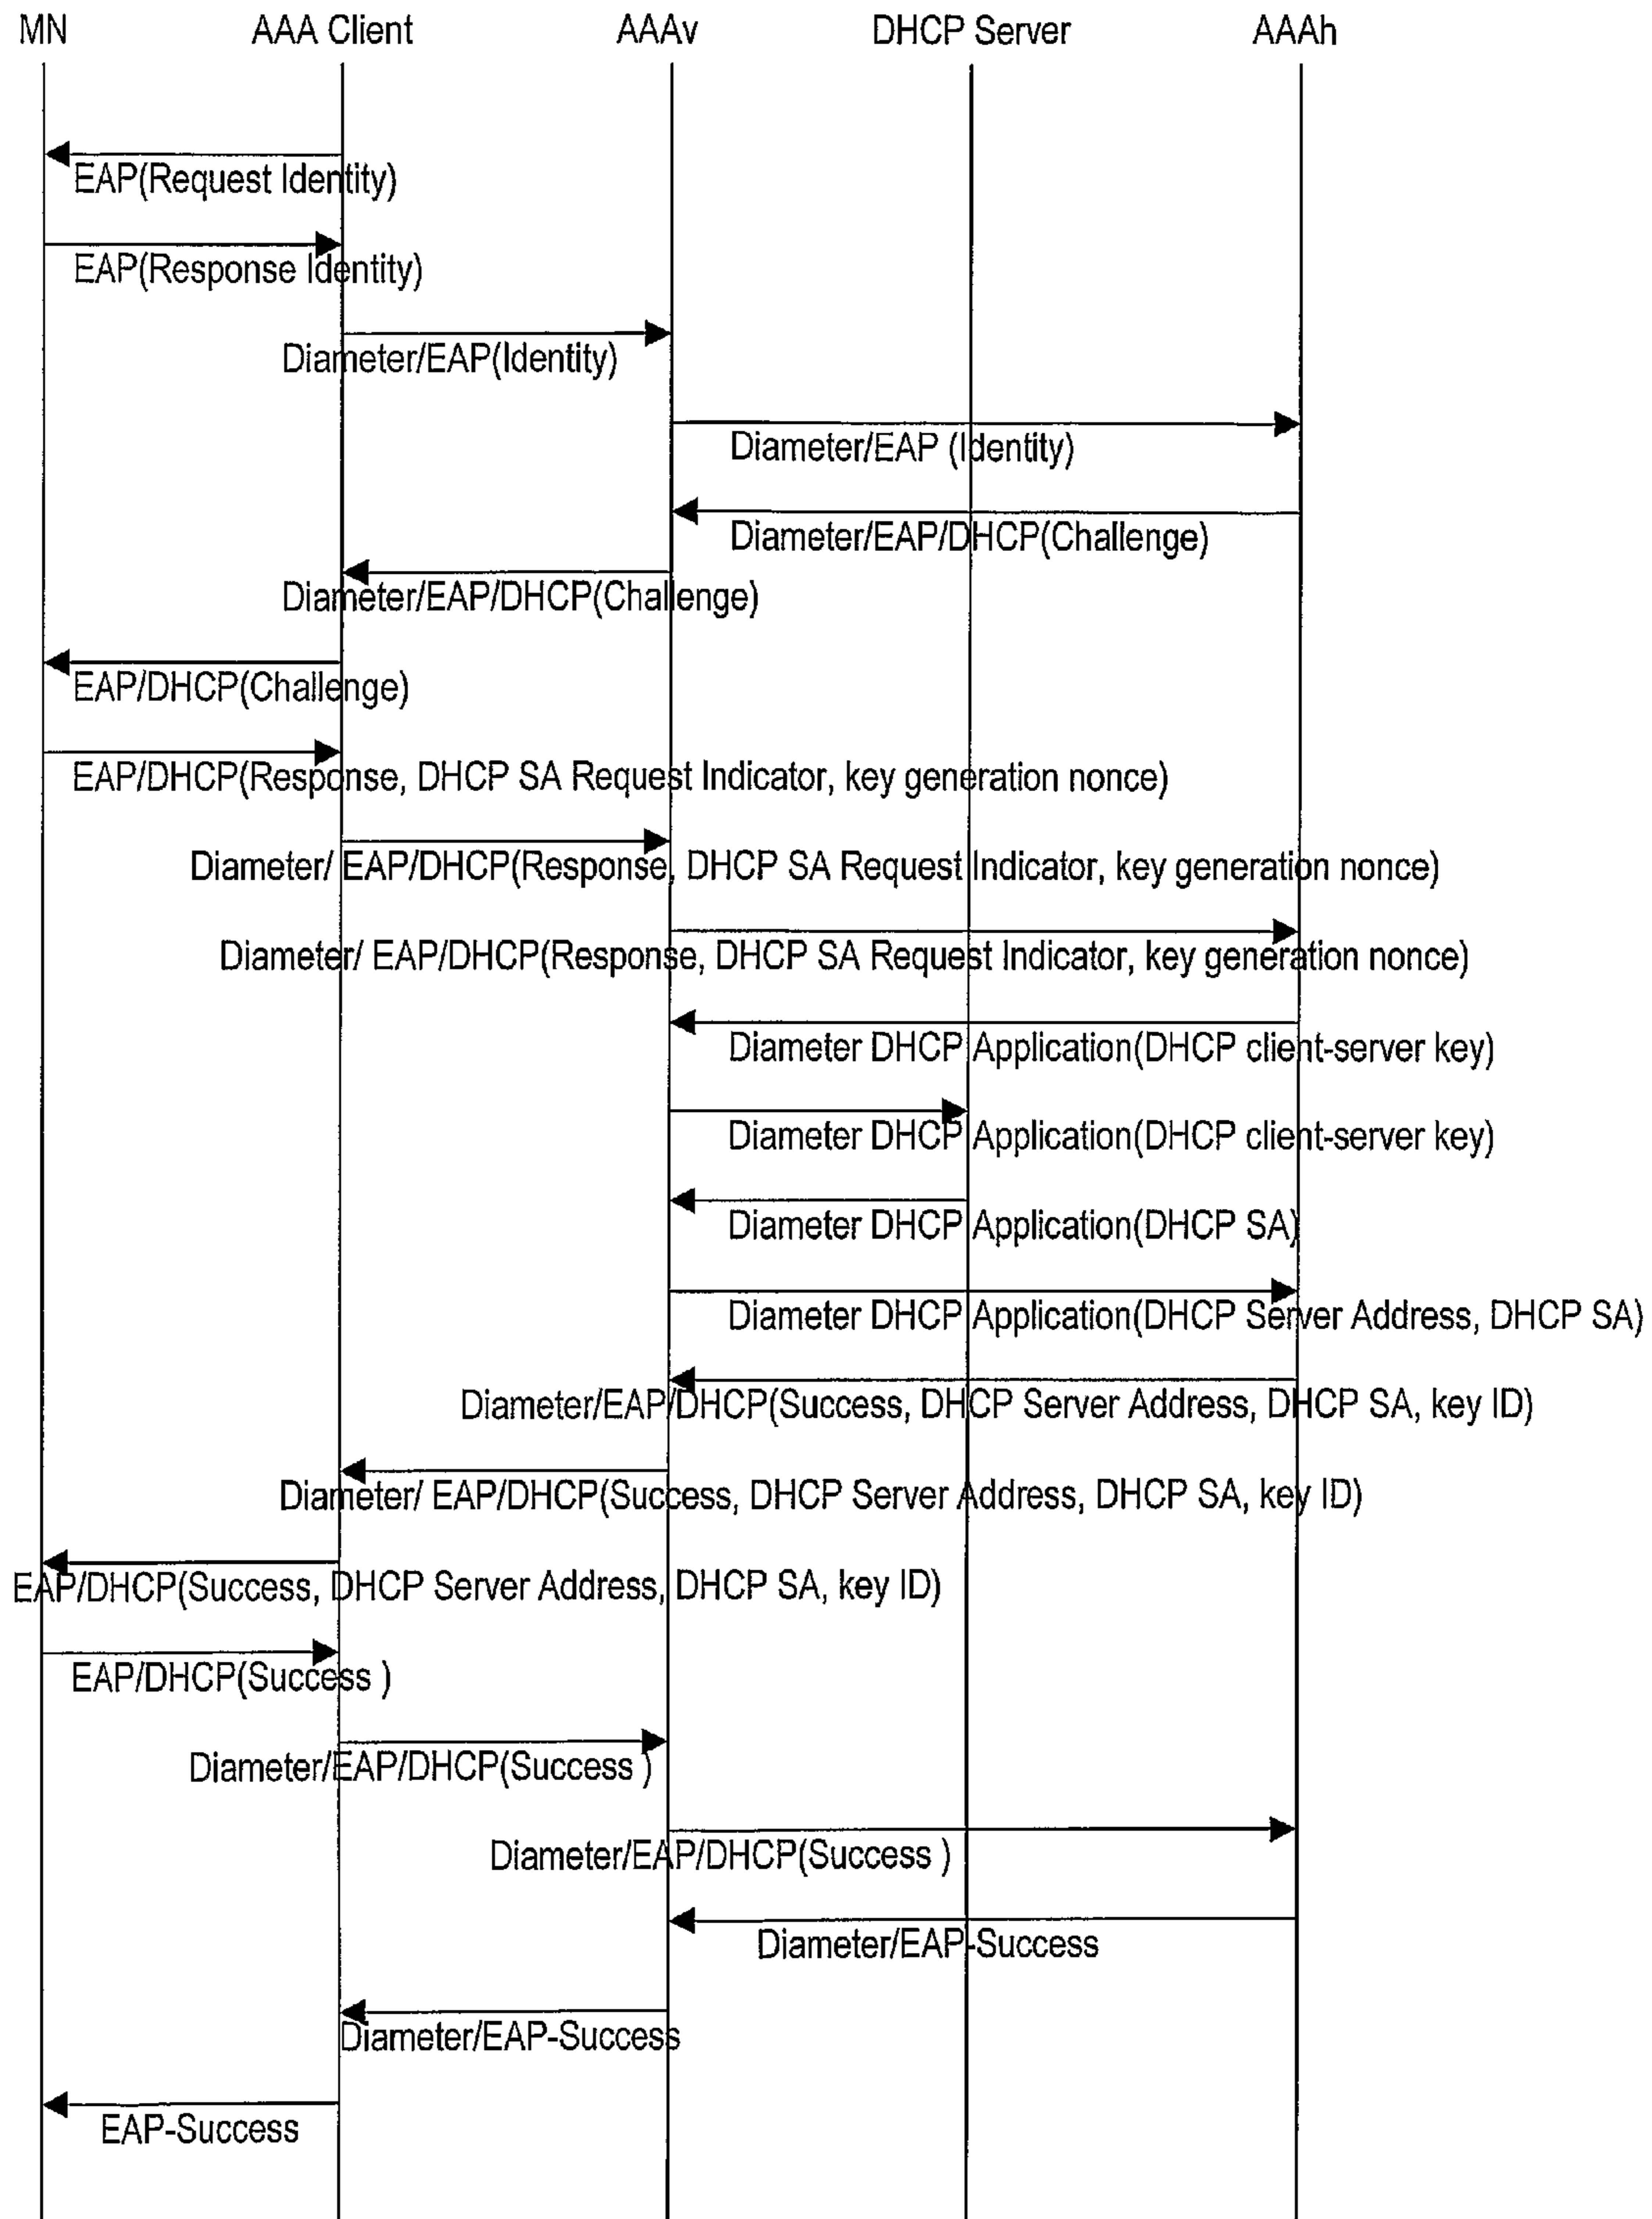 MN AAA Client AAAv DHCP Server AAAh
EAP(Request Identity)
EAP(Response Identity)
Diameter/EAP(Identity)
Diameter/EAP (Identity)
Diameter/EAP/DHCP(Challenge)
Diameter/EAP/DHCP(Challenge)
EAP/DHCP(Challenge)
EAP/DHCP(Response, DHCP SA Request Indicator, key generation nonce)
Diameter/ EAP/DHCP(Response, DHCP SA Request Indicator, key generation nonce)
Diameter/ EAP/DHCP(Response, DHCP SA Request Indicator, key generation nonce)
Diameter DHCP Application(DHCP client-server key)
Diameter DHCP Application(DHCP client-server key)
Diameter DHCP Application(DHCP SA)
Diameter DHCP Application(DHCP Server Address, DHCP SA)
Diameter/EAP/DHCP(Success, DHCP Server Address, DHCP SA, key ID)
Diameter/ EAP/DHCP(Success, DHCP Server Address, DHCP SA, key ID)
EAP/DHCP(Success, DHCP Server Address, DHCP SA, key ID)
EAP/DHCP(Success )
Diameter/EAP/DHCP(Success )
Diameter/EAP/DHCP(Success )
Diameter/EAP-Success
Diameter/EAP-Success
EAP-Success